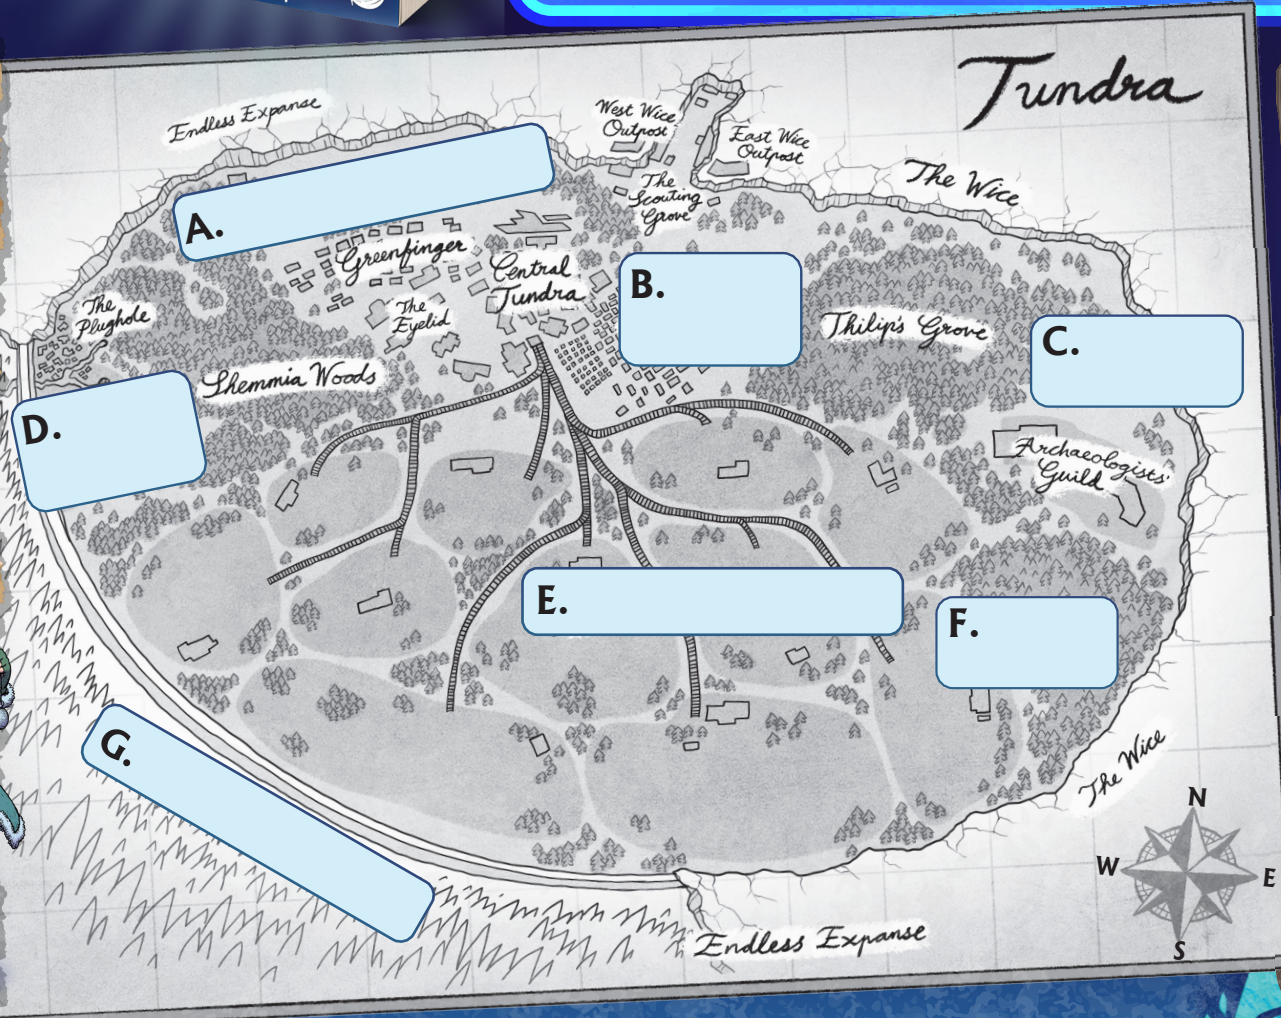 Tundra
Endless Expanse
West Wice
Outpost
East Wice
Outpost
The Wice
The
Scouting
Grove
A.
Greenfinger
Central
Tundra
B.
The
Plughole
The
Eyelid
Philip's Grove
C.
Shemmia Woods
D.
Archaeologists'
Guild
E.
F.
G.
The Wice
N
W
E
S
Endless Expanse